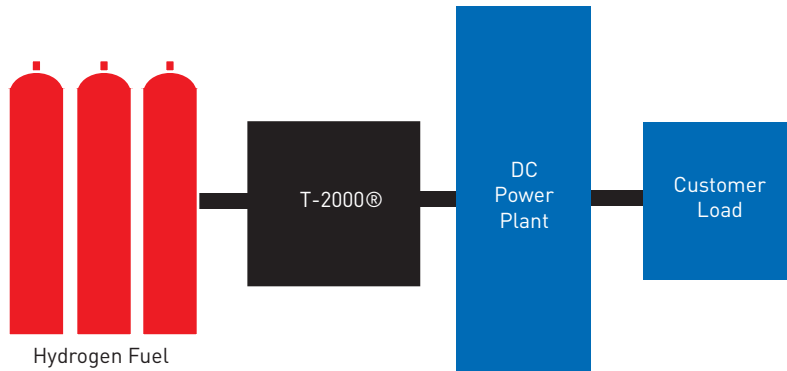 Hydrogen Fuel
T-2000®
DC
Power
Plant
Customer
Load